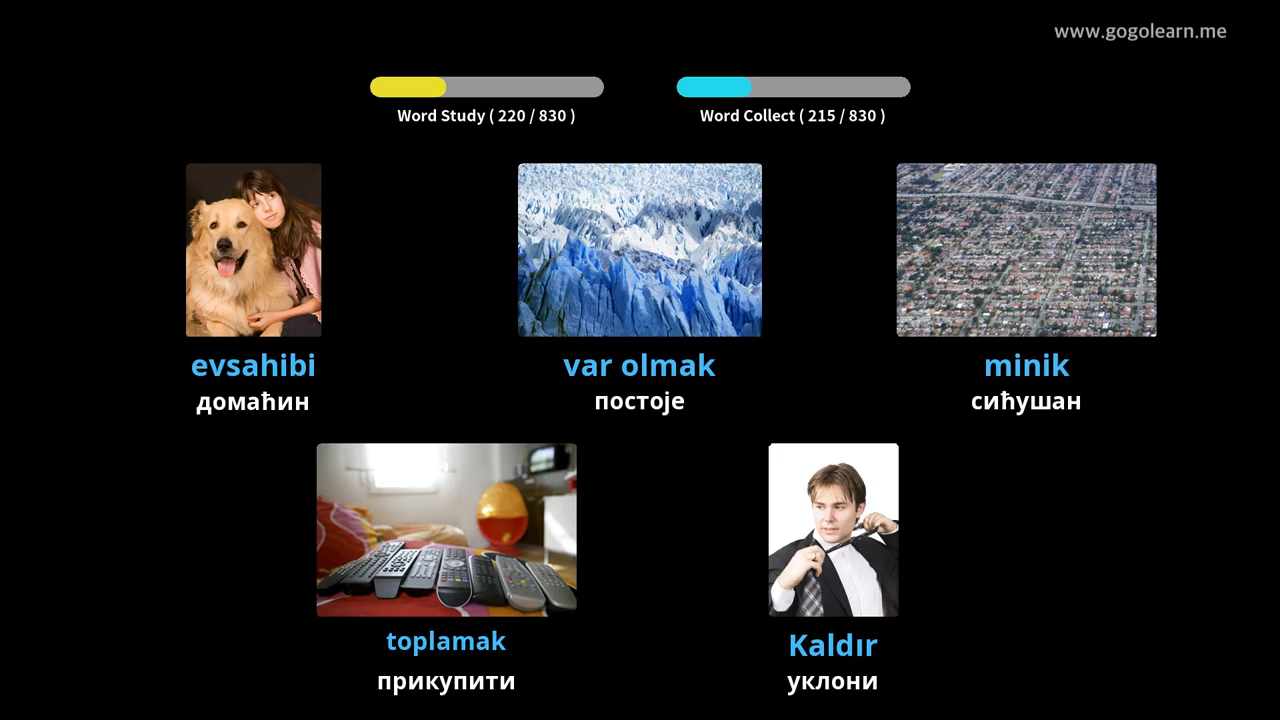 www.gogolearn.me
Word Study ( 220 / 830 )
Word Collect ( 215 / 830 )
evsahibi
домаћин
var olmak
постоје
minik
сићушан
toplamak
прикупити
Kaldır
уклони